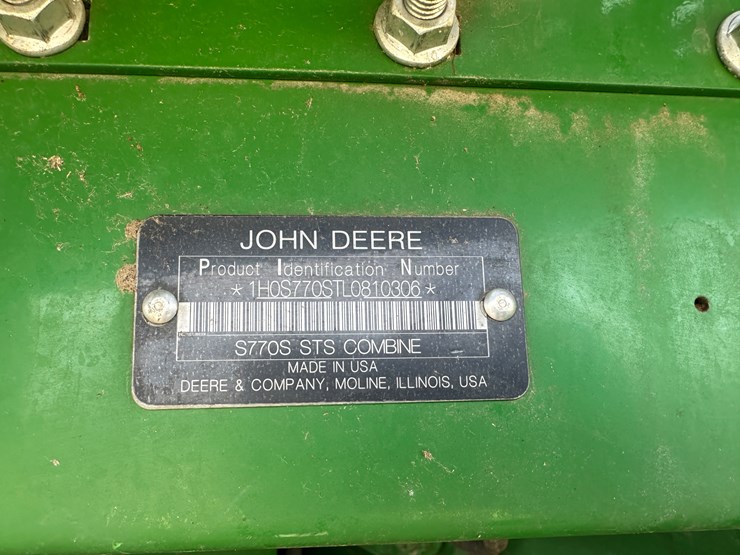 JOHN DEERE
Product Identification Number
*1H0S770STL0810306*
S770S STS COMBINE
MADE IN USA
DEERE & COMPANY, MOLINE, ILLINOIS, USA